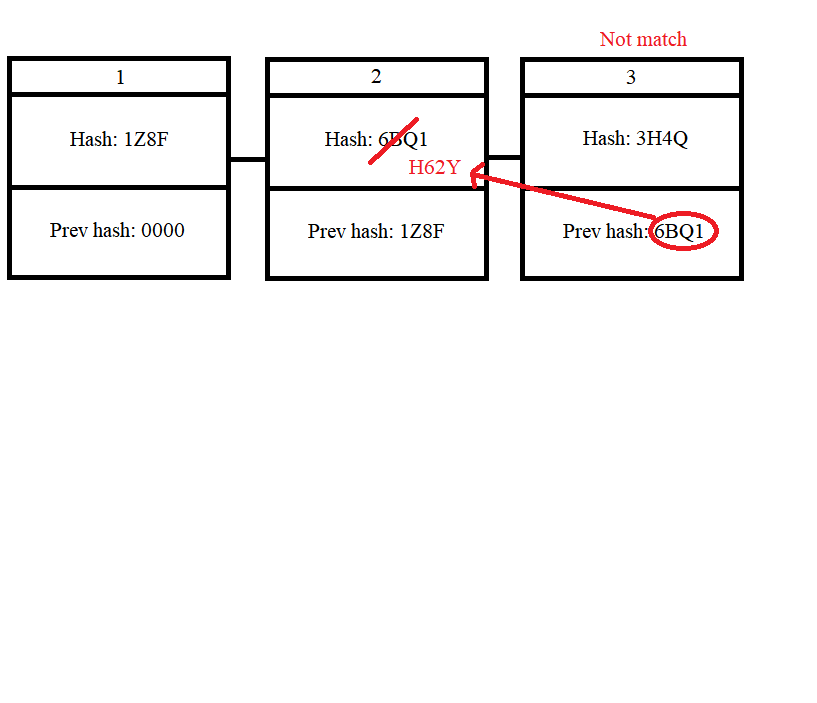 Not match
1
2
3
Hash: 1Z8F
Hash: 6BQ1
H62Y
Hash: 3H4Q
Prev hash: 0000
Prev hash: 1Z8F
Prev hash: 6BQ1